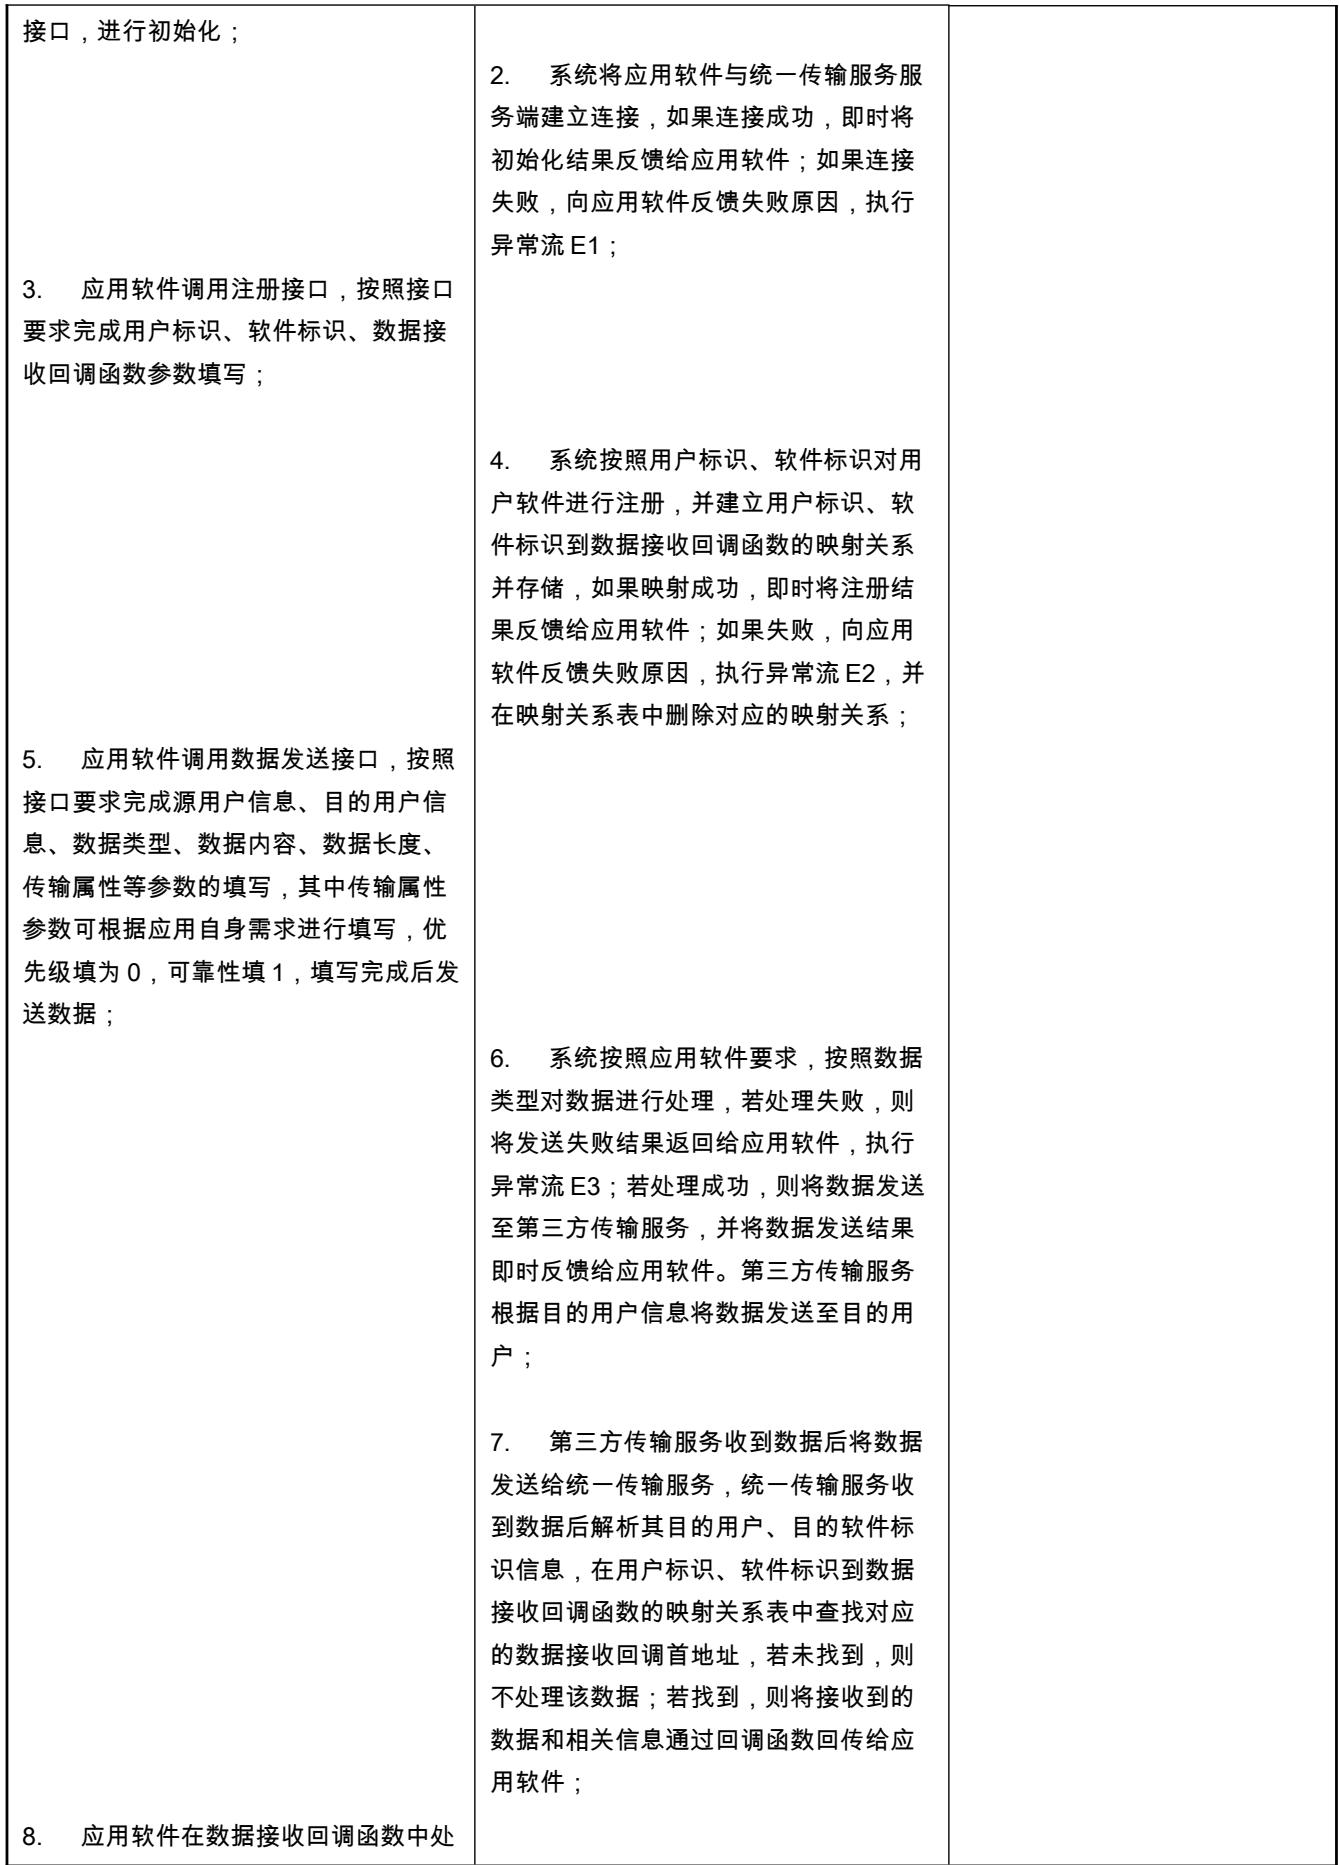 接口，进行初始化；
2. 系统将应用软件与统一传输服务服
务端建立连接，如果连接成功，即时将
初始化结果反馈给应用软件；如果连接
失败，向应用软件反馈失败原因，执行
异常流 E1；
3. 应用软件调用注册接口，按照接口
要求完成用户标识、软件标识、数据接
收回调函数参数填写；
4. 系统按照用户标识、软件标识对用
户软件进行注册，并建立用户标识、软
件标识到数据接收回调函数的映射关系
并存储，如果映射成功，即时将注册结
果反馈给应用软件；如果失败，向应用
软件反馈失败原因，执行异常流 E2，并
在映射关系表中删除对应的映射关系；
5. 应用软件调用数据发送接口，按照
接口要求完成源用户信息、目的用户信
息、数据类型、数据内容、数据长度、
传输属性等参数的填写，其中传输属性
参数可根据应用自身需求进行填写，优
先级填为 0，可靠性填 1，填写完成后发
送数据；
6. 系统按照应用软件要求，按照数据
类型对数据进行处理，若处理失败，则
将发送失败结果返回给应用软件，执行
异常流 E3；若处理成功，则将数据发送
至第三方传输服务，并将数据发送结果
即时反馈给应用软件。第三方传输服务
根据目的用户信息将数据发送至目的用
户；
7. 第三方传输服务收到数据后将数据
发送给统一传输服务，统一传输服务收
到数据后解析其目的用户、目的软件标
识信息，在用户标识、软件标识到数据
接收回调函数的映射关系表中查找对应
的数据接收回调首地址，若未找到，则
不处理该数据；若找到，则将接收到的
数据和相关信息通过回调函数回传给应
用软件；
8. 应用软件在数据接收回调函数中处